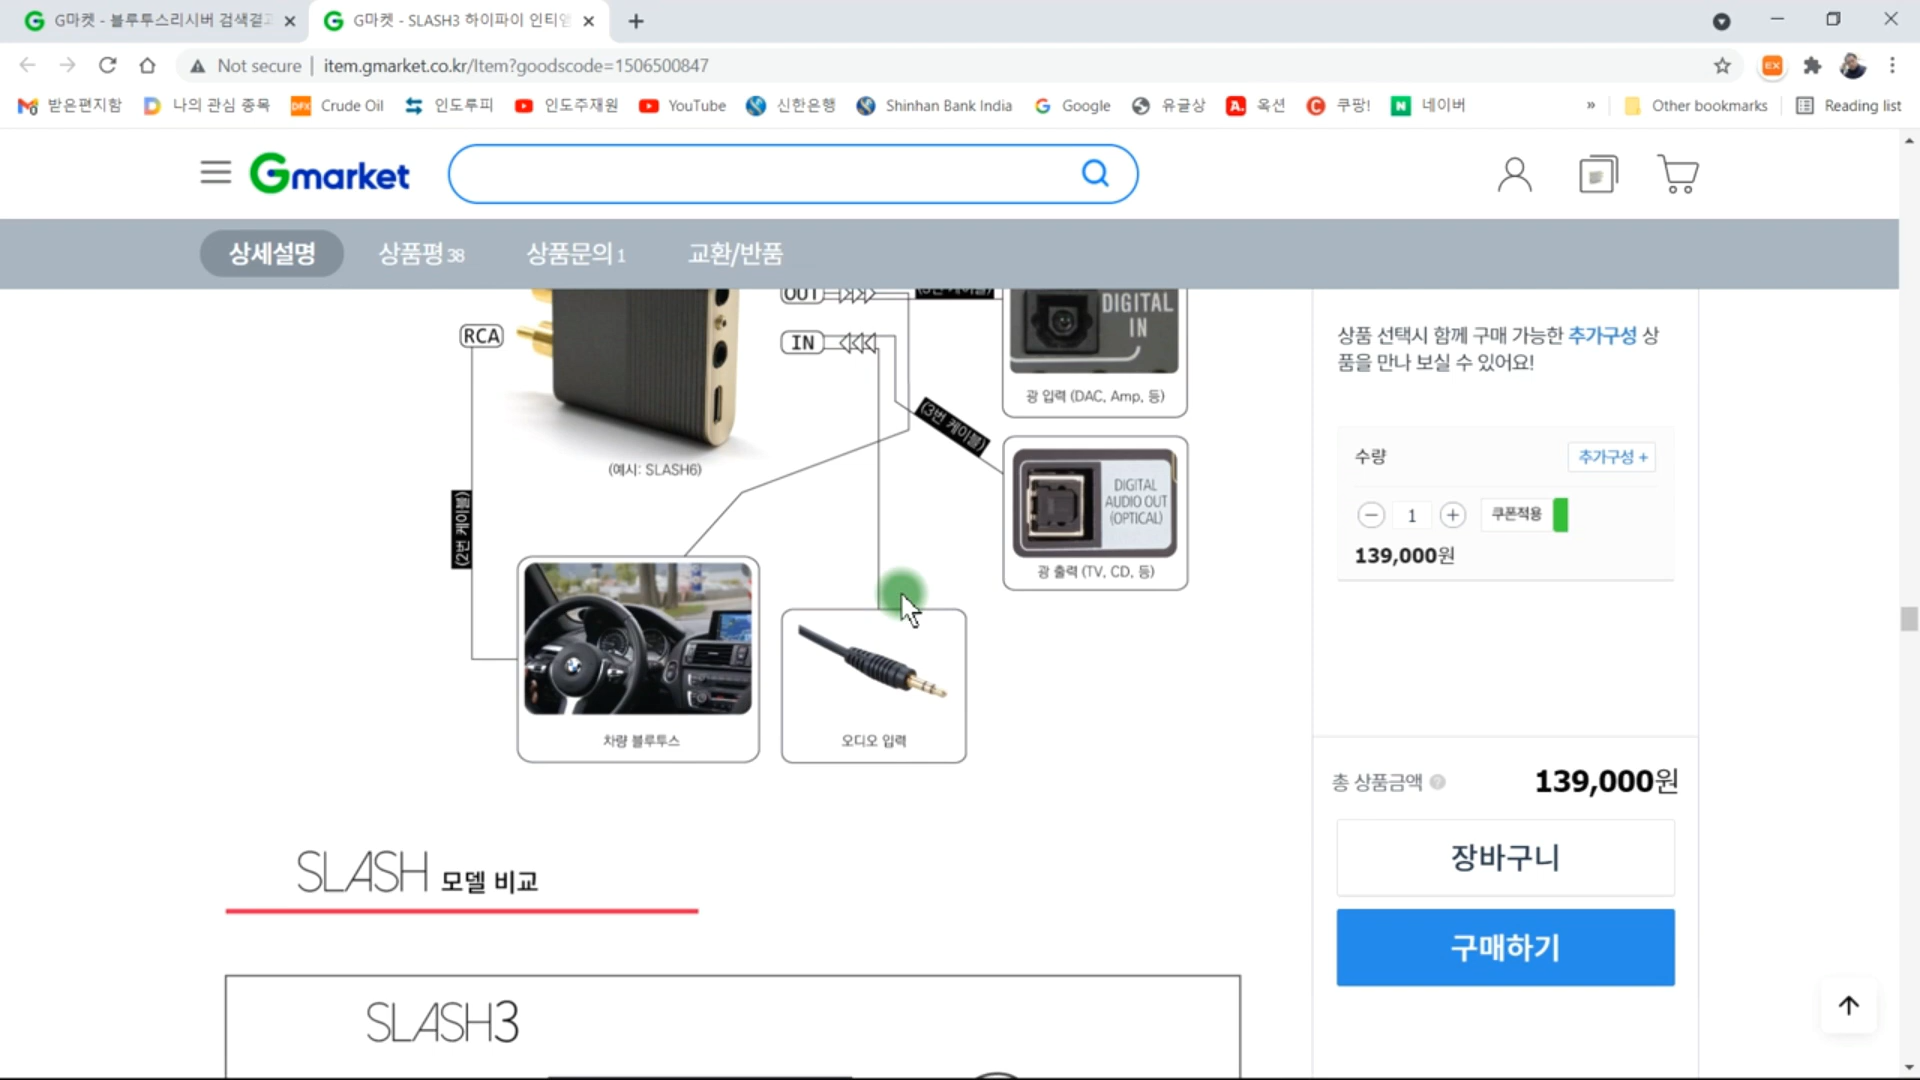 G마켓 - 블루투스리시버 검색결과
G마켓 - SLASH3 하이파이 인티앰
Not secure
item.gmarket.co.kr/Item?goodscode=1506500847
EX
받은편지함
나의 관심 종목
DFX
Crude Oil
인도루피
인도주재원
YouTube
신한은행
Shinhan Bank India
Google
유글상
A.
옥션
쿠팡!
N
네이버
»
Other bookmarks
Reading list
Gmarket
상세설명
상품평 38
상품문의 1
교환/반품
RCA
OUT
IN
DIGITAL
IN
광 입력 (DAC, Amp, 등)
(3번 케이블)
(예시: SLASH6)
(2번 케이블)
DIGITAL
AUDIO OUT
(OPTICAL)
광 출력 (TV, CD, 등)
차량 블루투스
오디오 입력
SLASH 모델 비교
SLASH3
상품 선택시 함께 구매 가능한 추가구성 상
품을 만나 보실 수 있어요!
수량
추가구성 +
1
쿠폰적용
139,000원
총 상품금액 ?
139,000원
장바구니
구매하기